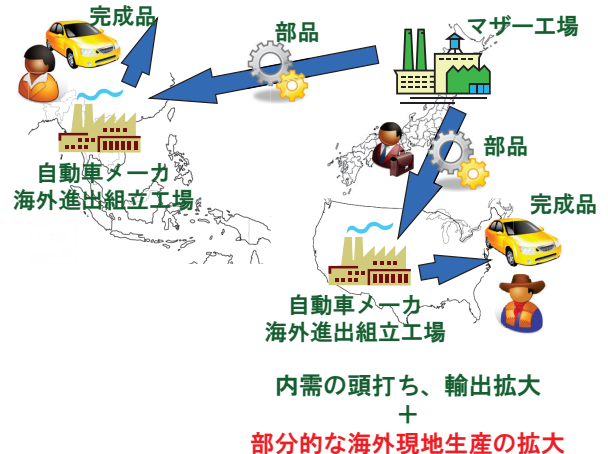 完成品
部品
マザー工場
自動車メーカ
海外進出組立工場
部品
完成品
自動車メーカ
海外進出組立工場
内需の頭打ち、輸出拡大
+
部分的な海外現地生産の拡大